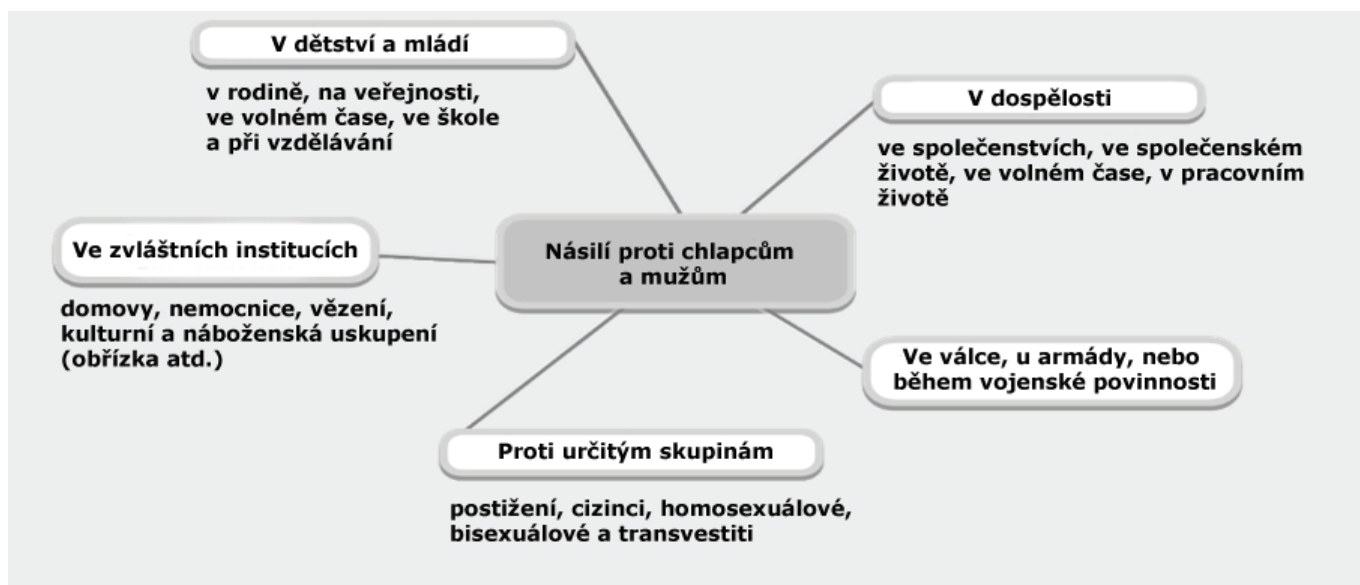 V dětství a mládí
v rodině, na veřejnosti,
ve volném čase, ve škole
a při vzdělávání
V dospělosti
ve společenstvích, ve společenském
životě, ve volném čase, v pracovním
životě
Ve zvláštních institucích
domovy, nemocnice, vězení,
kulturní a náboženská uskupení
(obřízka atd.)
Násilí proti chlapcům
a mužům
Ve válce, u armády, nebo
během vojenské povinnosti
Proti určitým skupinám
postižení, cizinci, homosexuálové,
bisexuálové a transvestiti